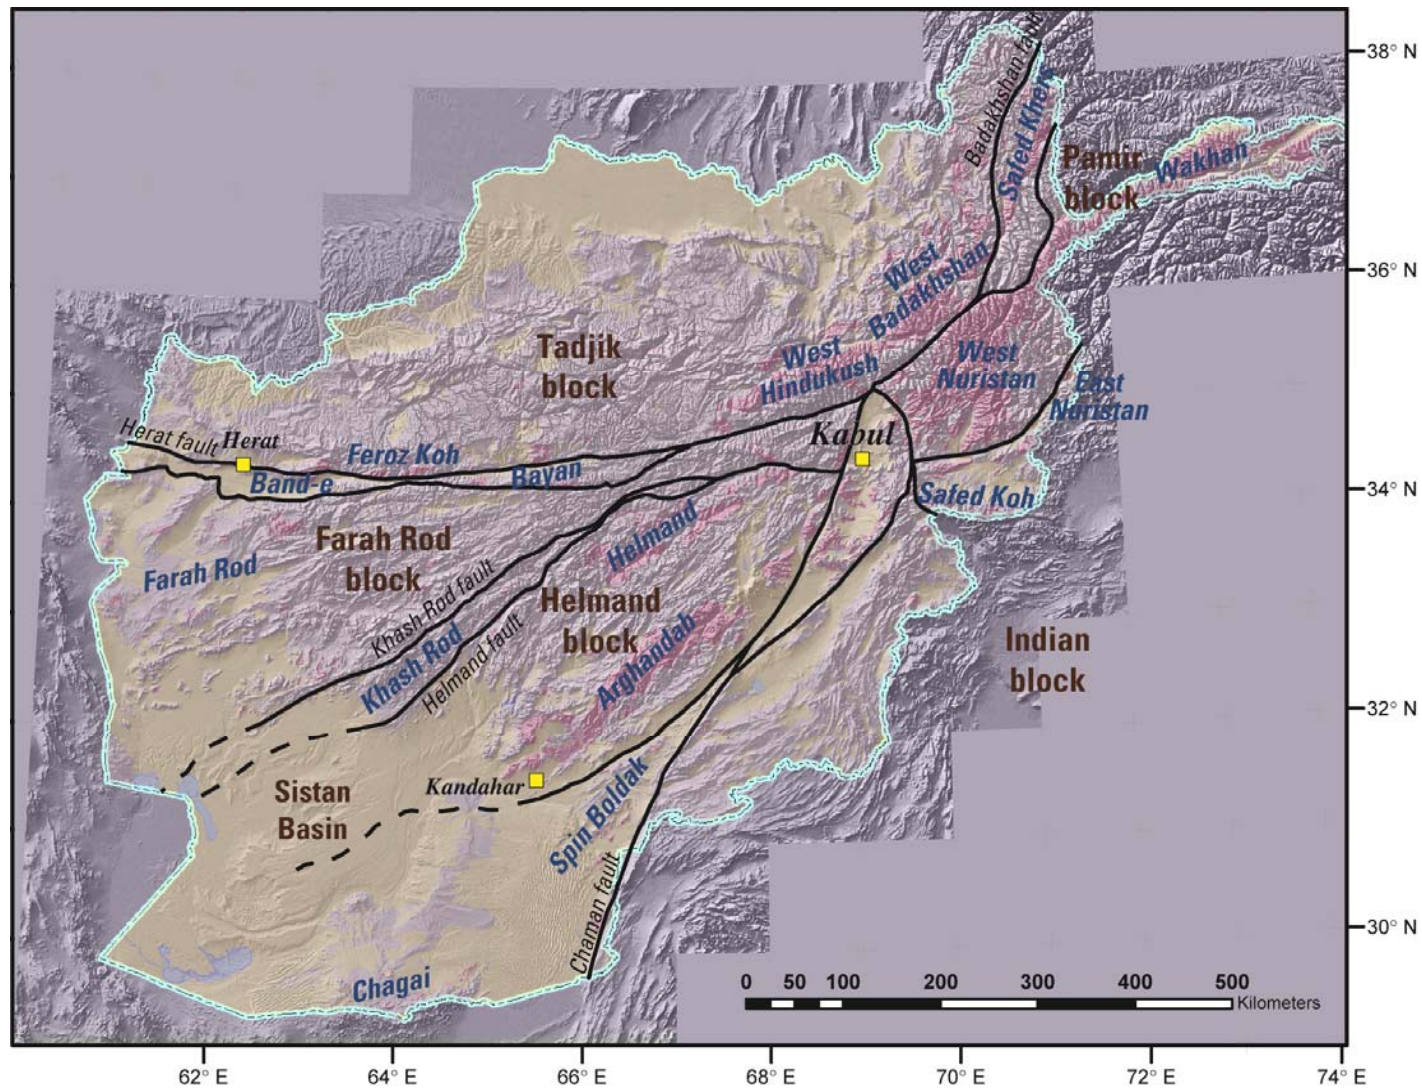 38° N
Badakhshan fault
Safed Khers
Pamir
block
Wakhan
36° N
West
Badakhshan
Tadjik
block
West
Hindukush
West
Nuristan
East
Nuristan
Herat fault
Herat
Feroz Koh
Kabul
Band-e
Bayan
34° N
Safed Koh
Farah Rod
block
Farah Rod
Helmand
Khash Rod fault
Helmand
block
Indian
block
Khash Rod
Helmand fault
Arghandab
32° N
Sistan
Basin
Kandahar
Spin Boldak
Chaman fault
30° N
Chagai
0 50 100 200 300 400 500
Kilometers
62° E 64° E 66° E 68° E 70° E 72° E 74° E